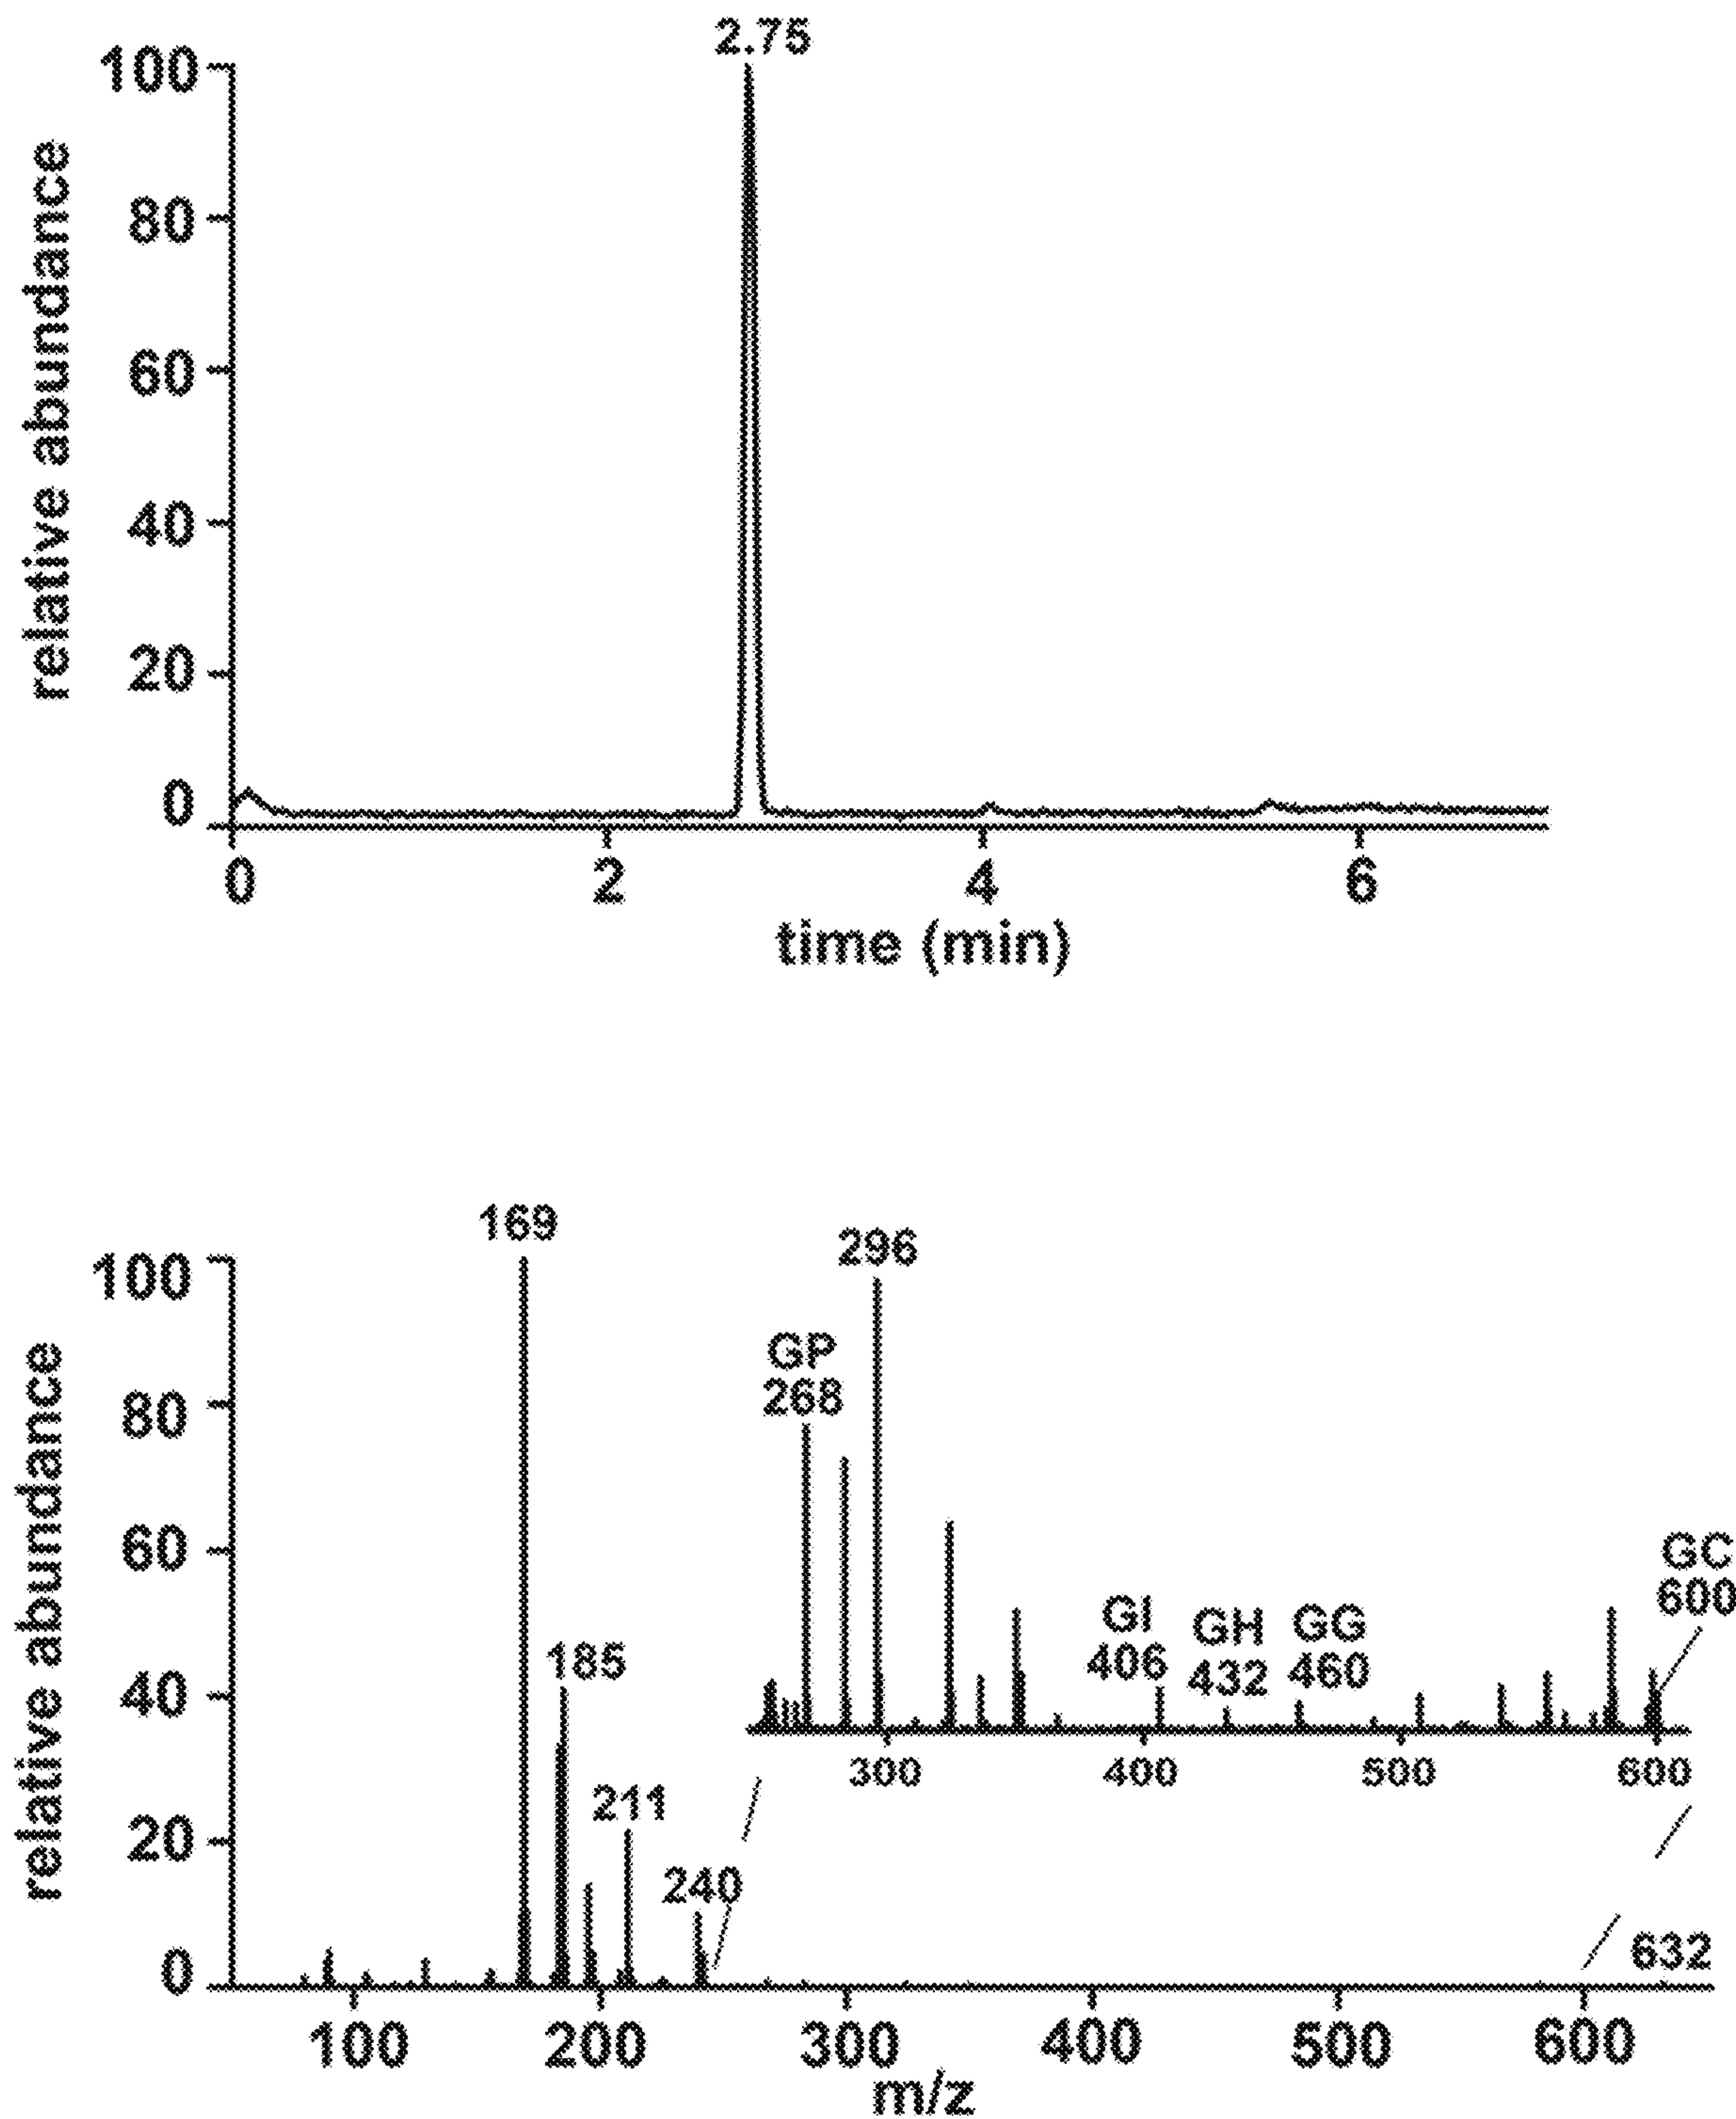 2.75
100
80
60
40
20
0
relative abundance
0 2 4 6
time (min)
169
296
GP
268
185
211
240
GI
406
GH
432
GG
460
GC
600
300 400 500 600
632
100
80
60
40
20
0
relative abundance
100 200 300 400 500 600
m/z